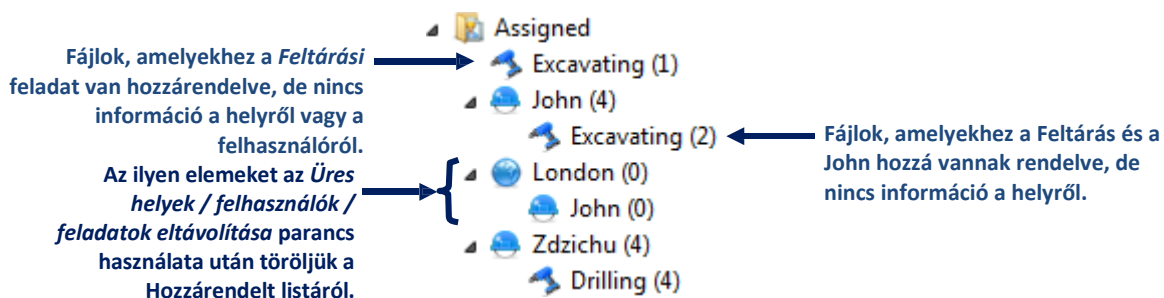 Assigned
Excavating (1)
John (4)
Excavating (2)
London (0)
John (0)
Zdzichu (4)
Drilling (4)
Fájlok, amelyekhez a Feltárási
feladat van hozzárendelve, de nincs
információ a helyről vagy a
felhasználóról.
Az ilyen elemeket az Üres
helyek / felhasználók /
feladatok eltávolítása parancs
használata után töröljük a
Hozzárendelt listáról.
Fájlok, amelyekhez a Feltárás és a
John hozzá vannak rendelve, de
nincs információ a helyről.